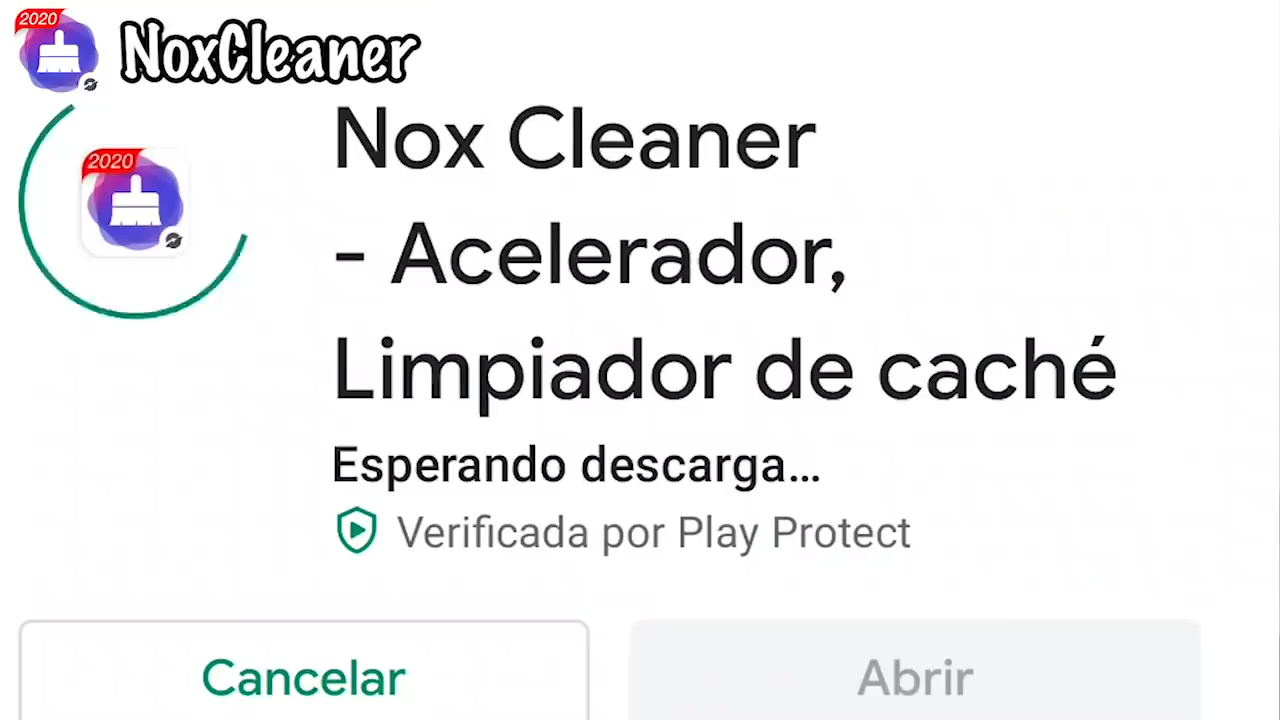 2020
NoxCleaner
2020
Nox Cleaner
- Acelerador,
Limpiador de caché
Esperando descarga...
Verificada por Play Protect
Cancelar
Abrir